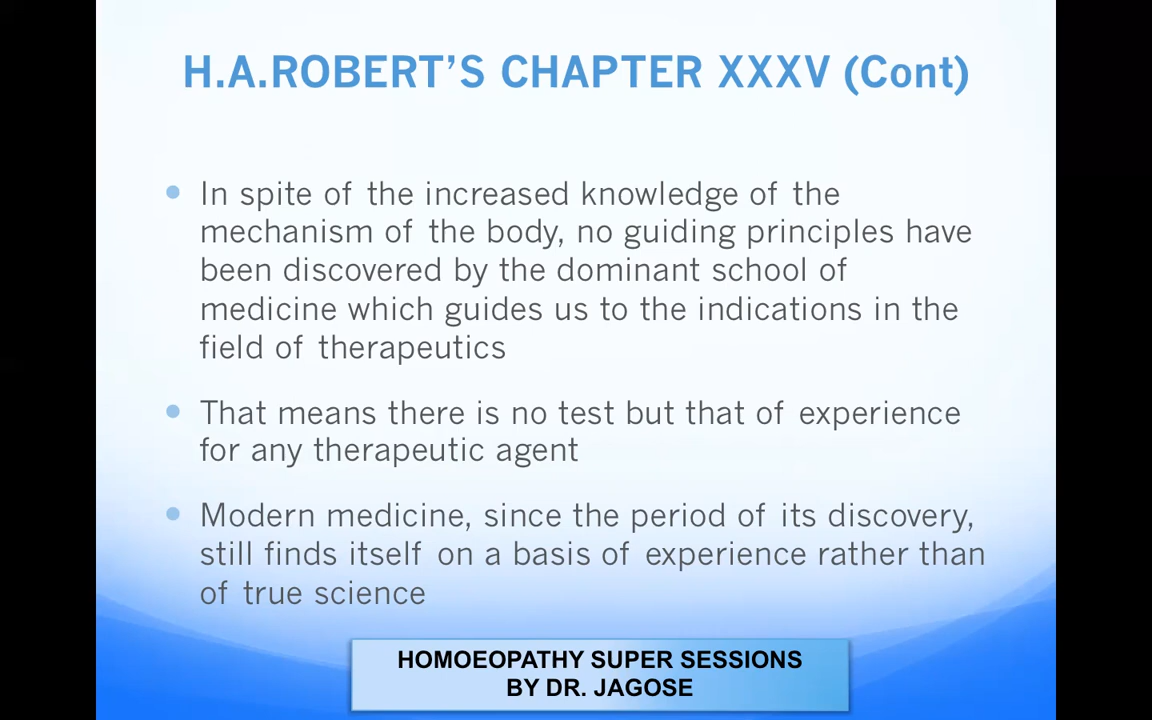 H.A.ROBERT'S CHAPTER XXXV (Cont)
• In spite of the increased knowledge of the
mechanism of the body, no guiding principles have
been discovered by the dominant school of
medicine which guides us to the indications in the
field of therapeutics
• That means there is no test but that of experience
for any therapeutic agent
• Modern medicine, since the period of its discovery,
still finds itself on a basis of experience rather than
of true science
HOMOEOPATHY SUPER SESSIONS
BY DR. JAGOSE